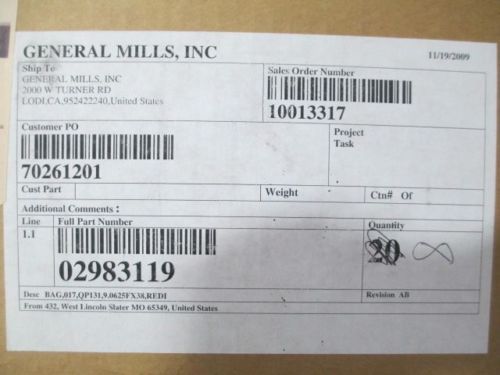 GENERAL MILLS, INC
11/19/2009
Ship To
GENERAL MILLS, INC
2000 W TURNER RD
LODI,CA,952422240,United States
Sales Order Number
10013317
Customer PO
70261201
Project
Task
Cust Part
Weight
Ctn# Of
Additional Comments :
Line Full Part Number Quantity
1.1
02983119
20 8
Desc BAG,017,QP131,9.0625FX38,REDI
Revision AB
From 432, West Lincoln Slater MO 65349, United States